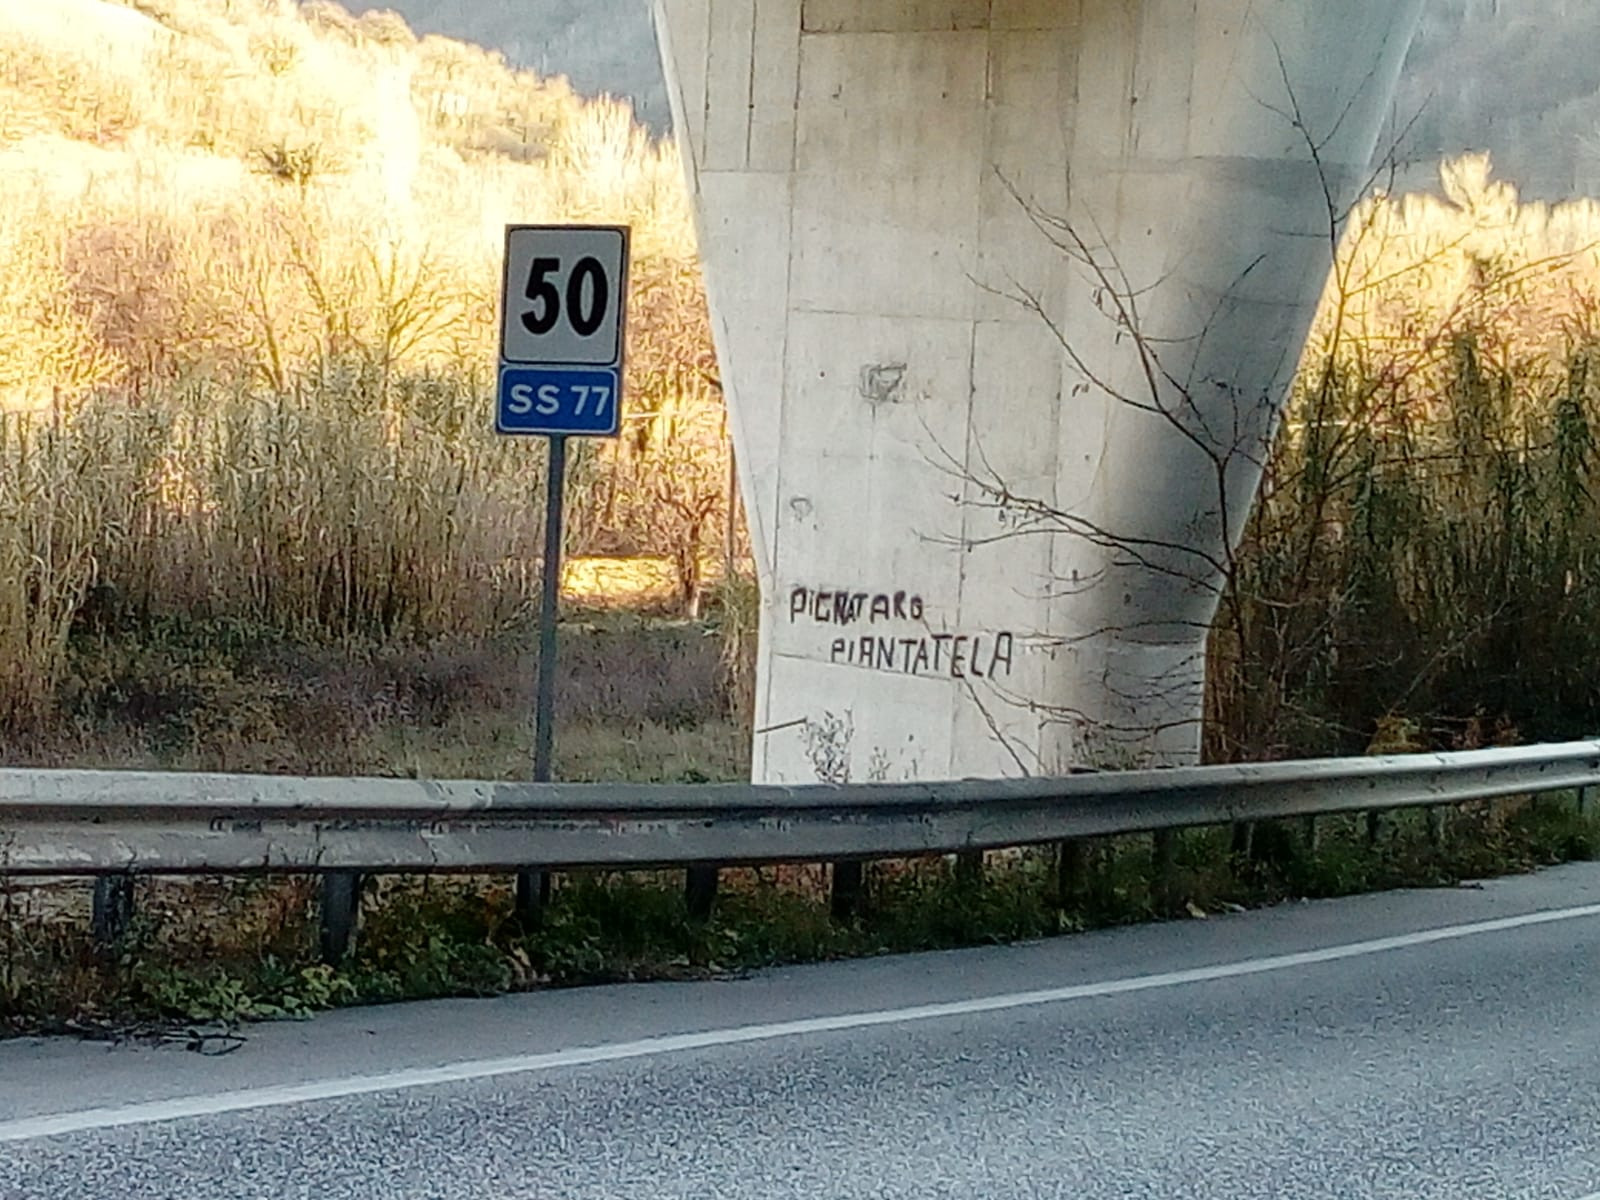 50
SS 77
PIGNATARO
PIANTATELA